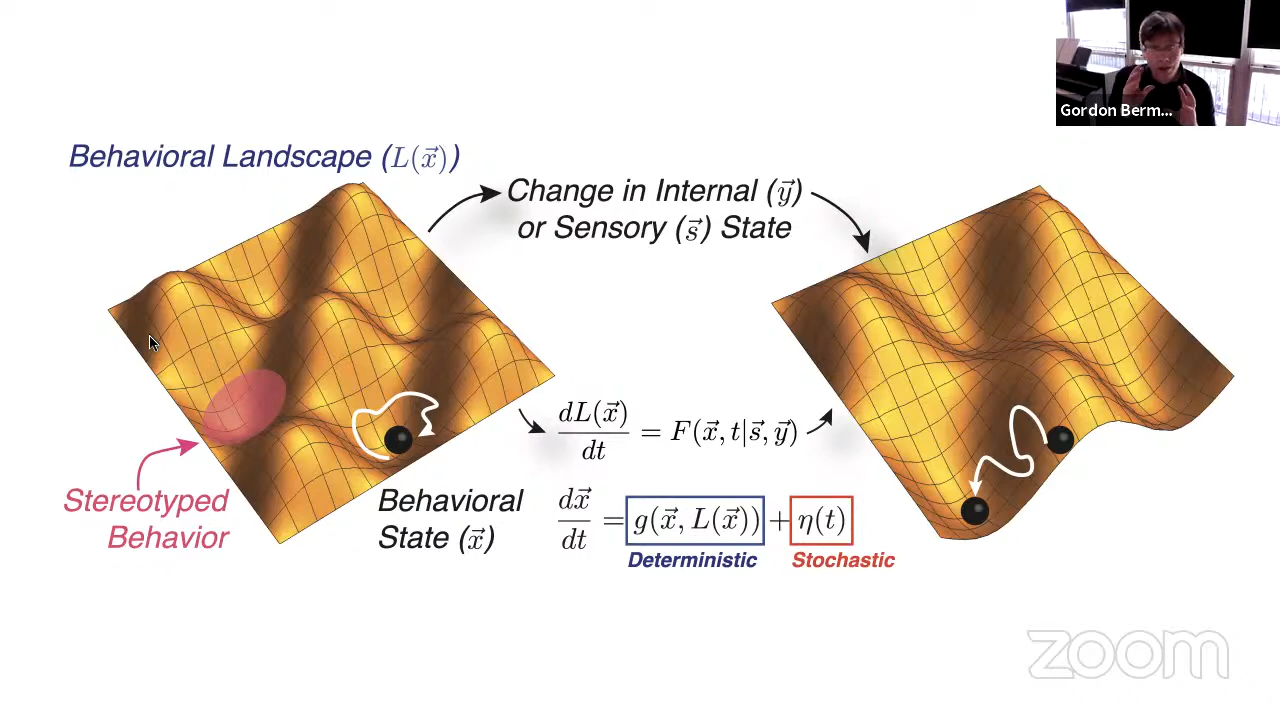 Gordon Berm...
Behavioral Landscape (L(x⃗))
Change in Internal (y⃗)
or Sensory (s⃗) State
dL(x⃗)/dt = F(x⃗, t|s⃗, y⃗)
Stereotyped
Behavior
Behavioral
State (x⃗)
dx⃗/dt = g(x⃗, L(x⃗)) + η(t)
Deterministic
Stochastic
zoom